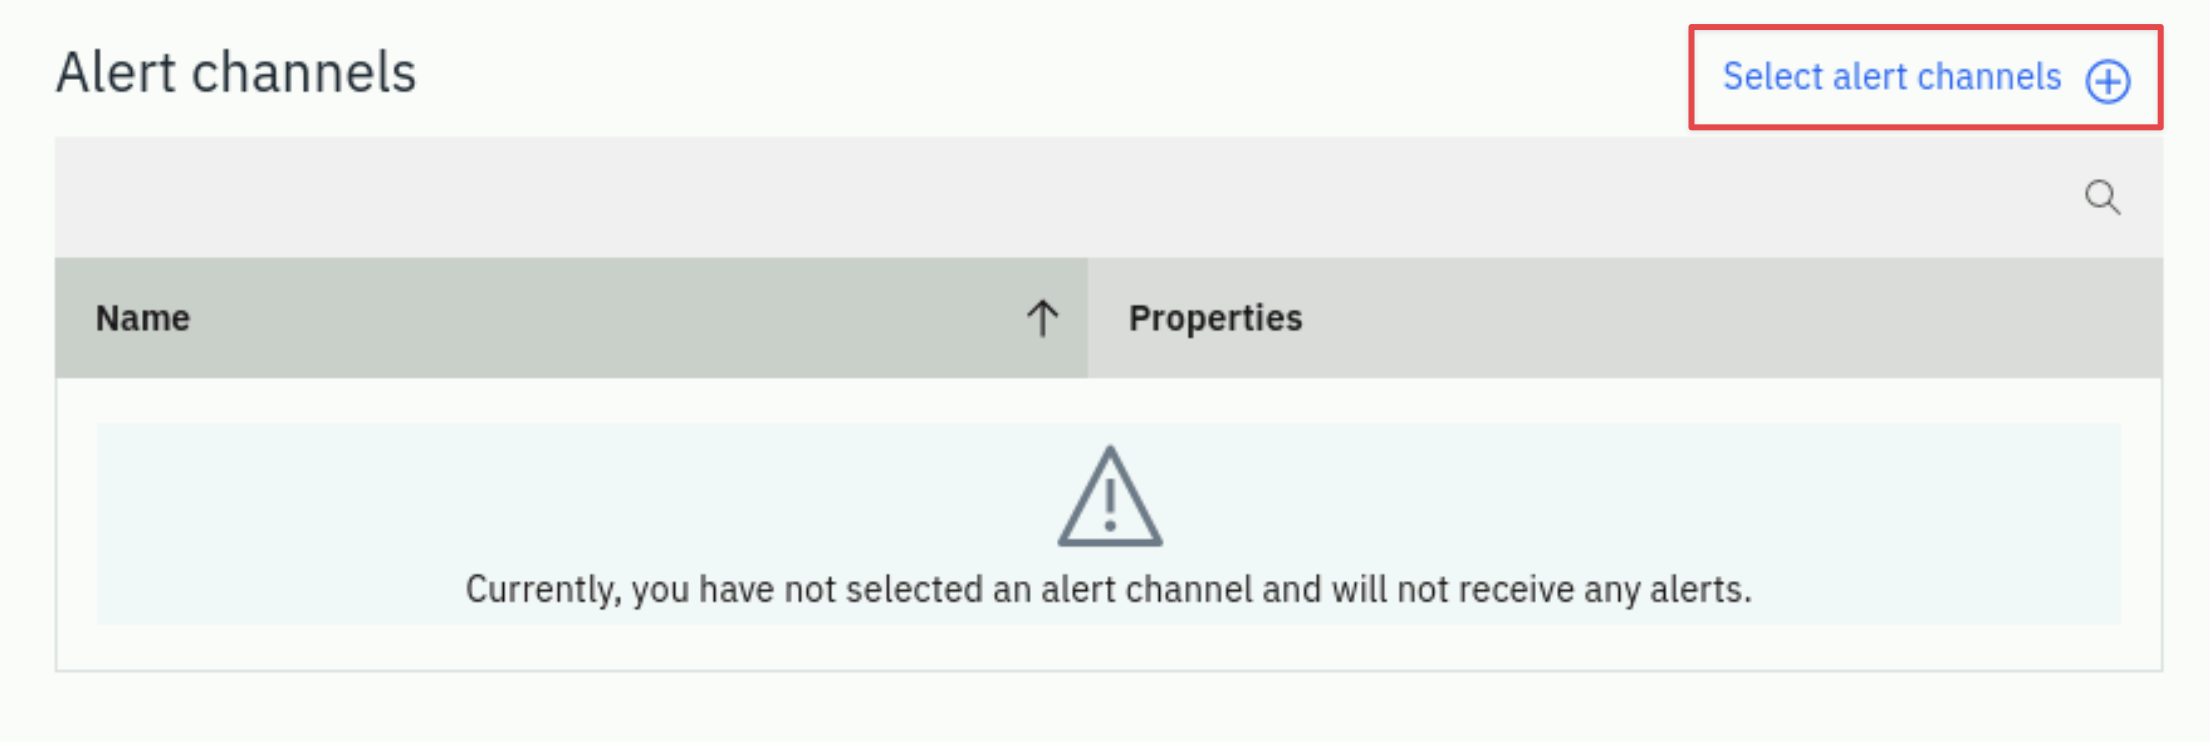 Alert channels
Select alert channels
Name
Properties
Currently, you have not selected an alert channel and will not receive any alerts.